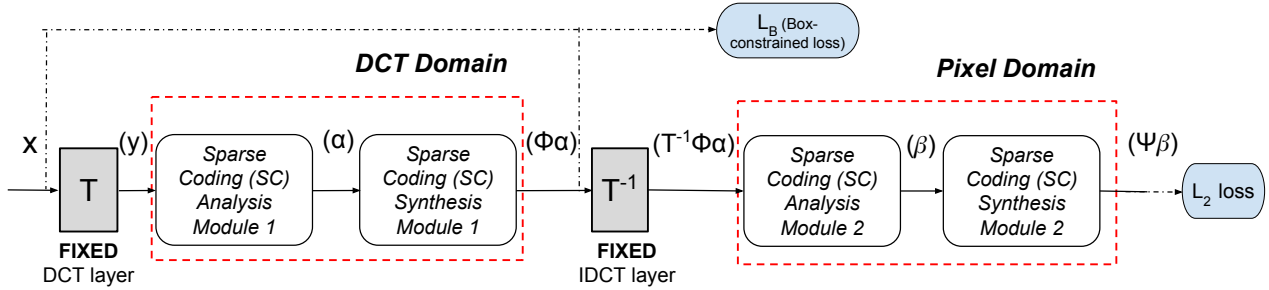 L_B (Box-
constrained loss)
DCT Domain
Pixel Domain
x
(y)
(α)
(Φα)
(T⁻¹Φα)
(β)
(Ψβ)
T
Sparse
Coding (SC)
Analysis
Module 1
Sparse
Coding (SC)
Synthesis
Module 1
T⁻¹
Sparse
Coding (SC)
Analysis
Module 2
Sparse
Coding (SC)
Synthesis
Module 2
L₂ loss
FIXED
DCT layer
FIXED
IDCT layer